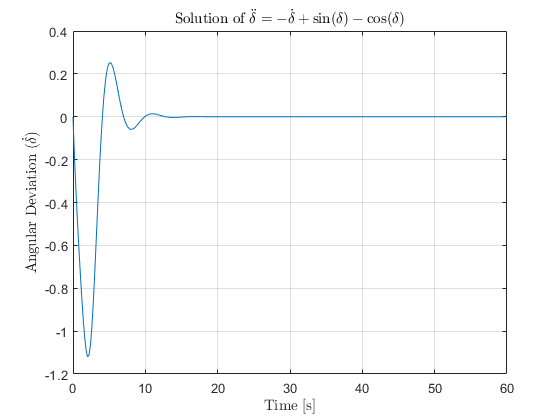 Solution of δ̈ = −δ̇ + sin(δ) − cos(δ)
0.4
0.2
0
-0.2
-0.4
-0.6
-0.8
-1
-1.2
Angular Deviation (δ̇)
0 10 20 30 40 50 60
Time [s]